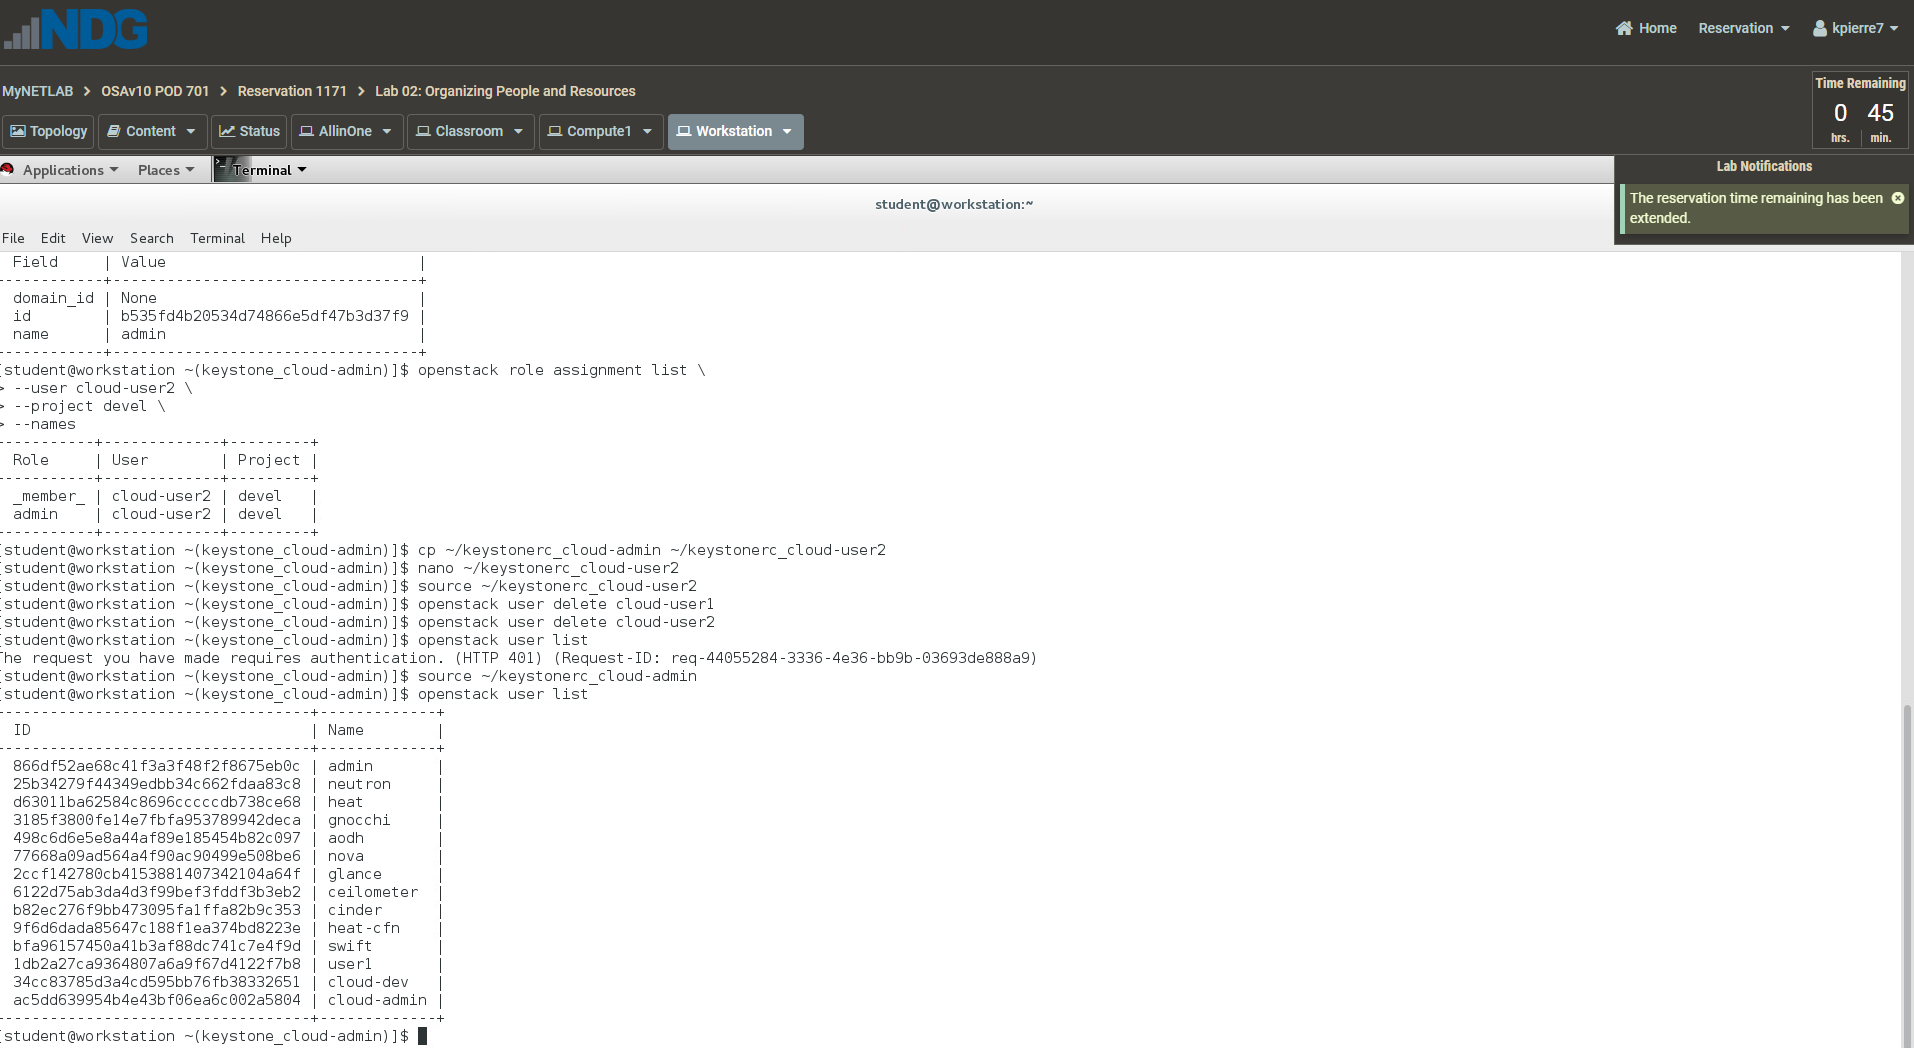 NDG
Home Reservation kpierre7
MyNETLAB > OSAv10 POD 701 > Reservation 1171 > Lab 02: Organizing People and Resources
Time Remaining
0 45
hrs. min.
Topology Content Status AllinOne Classroom Compute1 Workstation
Applications Places Terminal
Lab Notifications
The reservation time remaining has been
extended.
student@workstation:~
File Edit View Search Terminal Help
Field | Value |
-----------+----------------------------------+
domain_id | None |
id | b535fd4b20534d74866e5df47b3d37f9 |
name | admin |
-----------+----------------------------------+
[student@workstation ~(keystone_cloud-admin)]$ openstack role assignment list \
> --user cloud-user2 \
> --project devel \
> --names
----------+-------------+---------+
Role | User | Project |
----------+-------------+---------+
_member_ | cloud-user2 | devel |
admin | cloud-user2 | devel |
----------+-------------+---------+
[student@workstation ~(keystone_cloud-admin)]$ cp ~/keystonerc_cloud-admin ~/keystonerc_cloud-user2
[student@workstation ~(keystone_cloud-admin)]$ nano ~/keystonerc_cloud-user2
[student@workstation ~(keystone_cloud-admin)]$ source ~/keystonerc_cloud-user2
[student@workstation ~(keystone_cloud-admin)]$ openstack user delete cloud-user1
[student@workstation ~(keystone_cloud-admin)]$ openstack user delete cloud-user2
[student@workstation ~(keystone_cloud-admin)]$ openstack user list
The request you have made requires authentication. (HTTP 401) (Request-ID: req-44055284-3336-4e36-bb9b-03693de888a9)
[student@workstation ~(keystone_cloud-admin)]$ source ~/keystonerc_cloud-admin
[student@workstation ~(keystone_cloud-admin)]$ openstack user list
----------------------------------+-------------+
ID | Name |
----------------------------------+-------------+
866df52ae68c41f3a3f48f2f8675eb0c | admin |
25b34279f44349edbb34c662fdaa83c8 | neutron |
d63011ba62584c8696cccccdb738ce68 | heat |
3185f3800fe14e7fbfa953789942deca | gnocchi |
498c6d6e5e8a44af89e185454b82c097 | aodh |
77668a09ad564a4f90ac90499e508be6 | nova |
2ccf142780cb4153881407342104a64f | glance |
6122d75ab3da4d3f99bef3fddf3b3eb2 | ceilometer |
b82ec276f9bb473095fa1ffa82b9c353 | cinder |
9f6d6dada85647c188f1ea374bd8223e | heat-cfn |
bfa96157450a41b3af88dc741c7e4f9d | swift |
1db2a27ca9364807a6a9f67d4122f7b8 | user1 |
34cc83785d3a4cd595bb76fb38332651 | cloud-dev |
ac5dd639954b4e43bf06ea6c002a5804 | cloud-admin |
----------------------------------+-------------+
[student@workstation ~(keystone_cloud-admin)]$